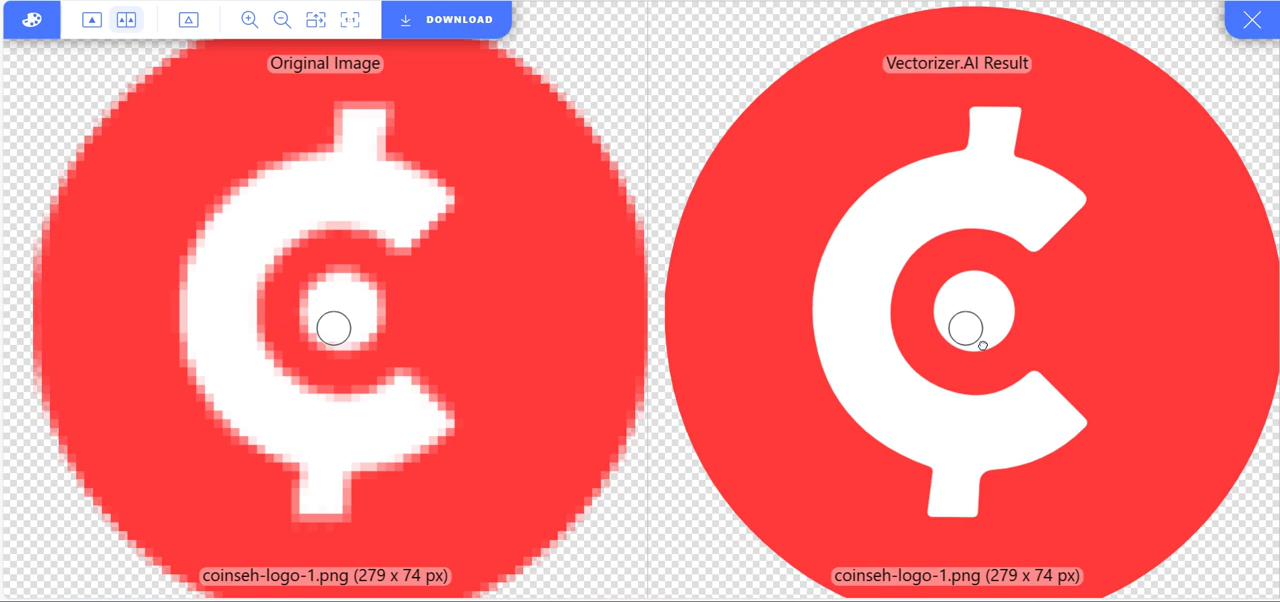 DOWNLOAD
Original Image
Vectorizer.AI Result
coinseh-logo-1.png (279 x 74 px)
coinseh-logo-1.png (279 x 74 px)